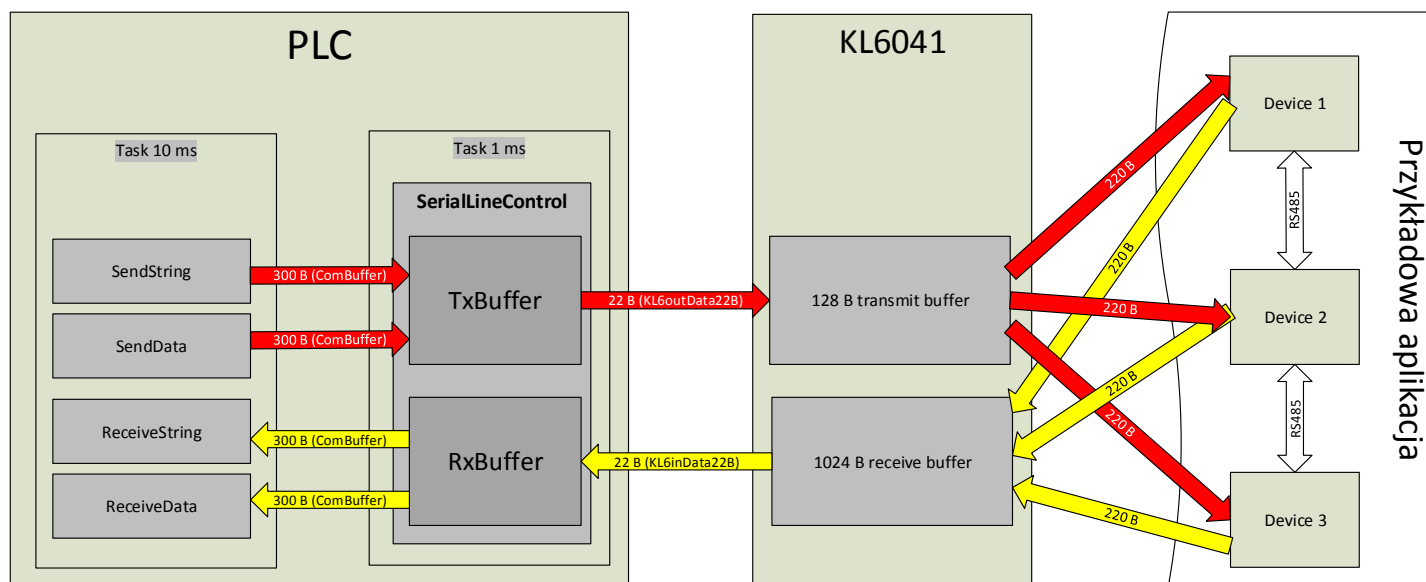 PLC
KL6041
Task 10 ms
Task 1 ms
SerialLineControl
SendString
SendData
ReceiveString
ReceiveData
300 B (ComBuffer)
300 B (ComBuffer)
300 B (ComBuffer)
300 B (ComBuffer)
TxBuffer
RxBuffer
22 B (KL6outData22B)
22 B (KL6inData22B)
128 B transmit buffer
1024 B receive buffer
220 B
220 B
220 B
220 B
220 B
220 B
Device 1
RS485
Device 2
RS485
Device 3
Przykładowa aplikacja